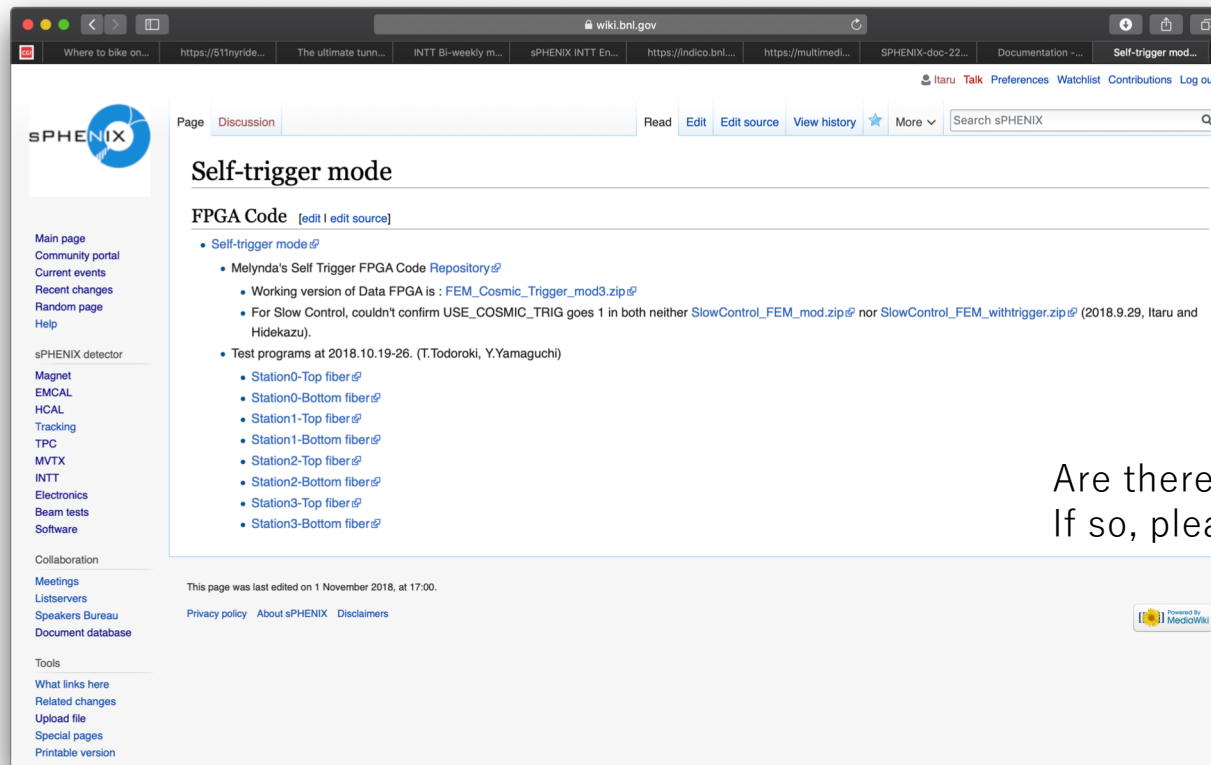 wiki.bnl.gov
Where to bike on... https://511nyride... The ultimate tunn... INTT Bi-weekly m... sPHENIX INTT En... https://indico.bnl.... https://multimedi... SPHENIX-doc-22... Documentation -... Self-trigger mod...
Itaru Talk Preferences Watchlist Contributions Log ou
sPHENIX
Page Discussion Read Edit Edit source View history More Search sPHENIX
Self-trigger mode
FPGA Code [edit | edit source]
• Self-trigger mode
• Melynda's Self Trigger FPGA Code Repository
• Working version of Data FPGA is : FEM_Cosmic_Trigger_mod3.zip
• For Slow Control, couldn't confirm USE_COSMIC_TRIG goes 1 in both neither SlowControl_FEM_mod.zip nor SlowControl_FEM_withtrigger.zip (2018.9.29, Itaru and
Hidekazu).
• Test programs at 2018.10.19-26. (T.Todoroki, Y.Yamaguchi)
• Station0-Top fiber
• Station0-Bottom fiber
• Station1-Top fiber
• Station1-Bottom fiber
• Station2-Top fiber
• Station2-Bottom fiber
• Station3-Top fiber
• Station3-Bottom fiber
Main page
Community portal
Current events
Recent changes
Random page
Help
sPHENIX detector
Magnet
EMCAL
HCAL
Tracking
TPC
MVTX
INTT
Electronics
Beam tests
Software
Collaboration
Meetings
Listservers
Speakers Bureau
Document database
Tools
What links here
Related changes
Upload file
Special pages
Printable version
Are there
If so, plea
This page was last edited on 1 November 2018, at 17:00.
Privacy policy About sPHENIX Disclaimers
Powered By
MediaWiki